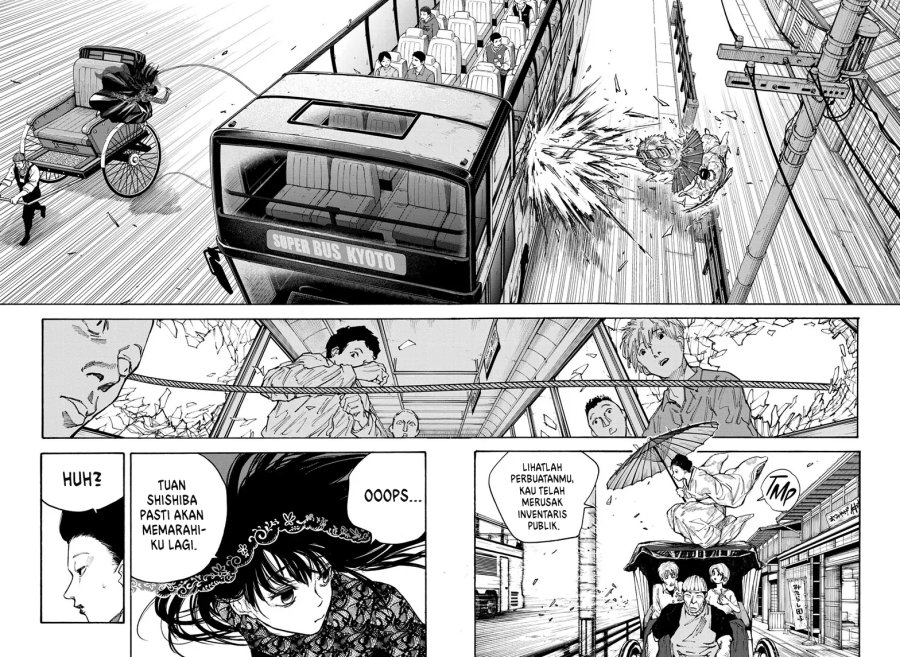 SUPER BUS KYOTO
HUH?
TUAN
SHISHIBA
PASTI AKAN
MEMARAHI-
KU LAGI.
OOOPS...
LIHATLAH
PERBUATANMU,
KAU TELAH
MERUSAK
INVENTARIS
PUBLIK.
TMP